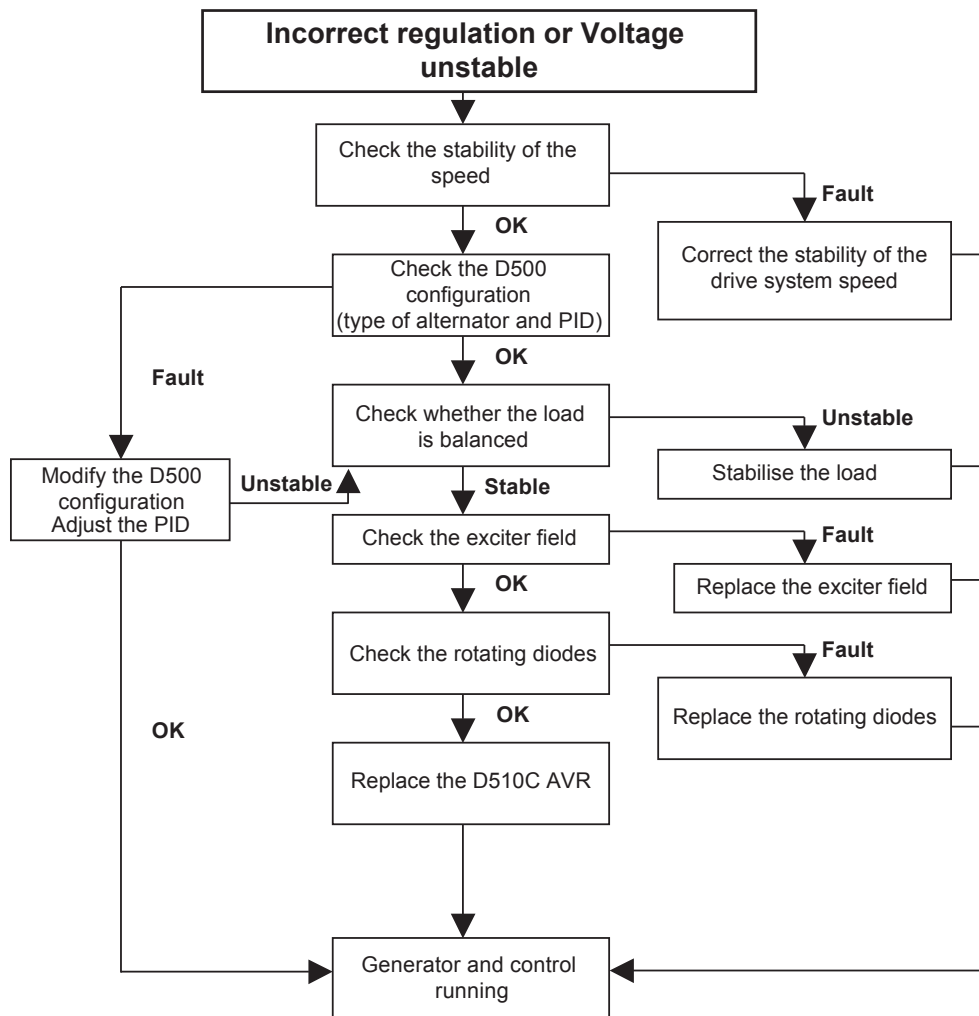 Incorrect regulation or Voltage
unstable
Check the stability of the
speed
Fault
OK
Correct the stability of the
drive system speed
Check the D500
configuration
(type of alternator and PID)
OK
Fault
Check whether the load
is balanced
Unstable
Stabilise the load
Modify the D500
configuration
Adjust the PID
Unstable
Stable
Check the exciter field
Fault
Replace the exciter field
OK
Check the rotating diodes
Fault
Replace the rotating diodes
OK
OK
Replace the D510C AVR
Generator and control
running